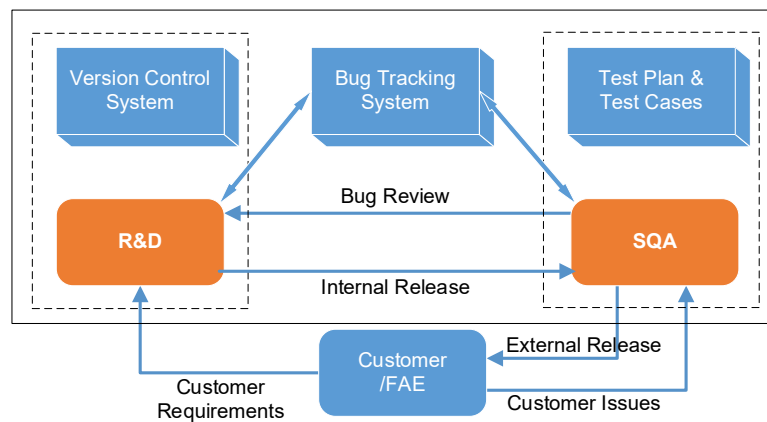 Version Control
System
Bug Tracking
System
Test Plan &
Test Cases
Bug Review
R&D
SQA
Internal Release
Customer
/FAE
External Release
Customer
Requirements
Customer Issues